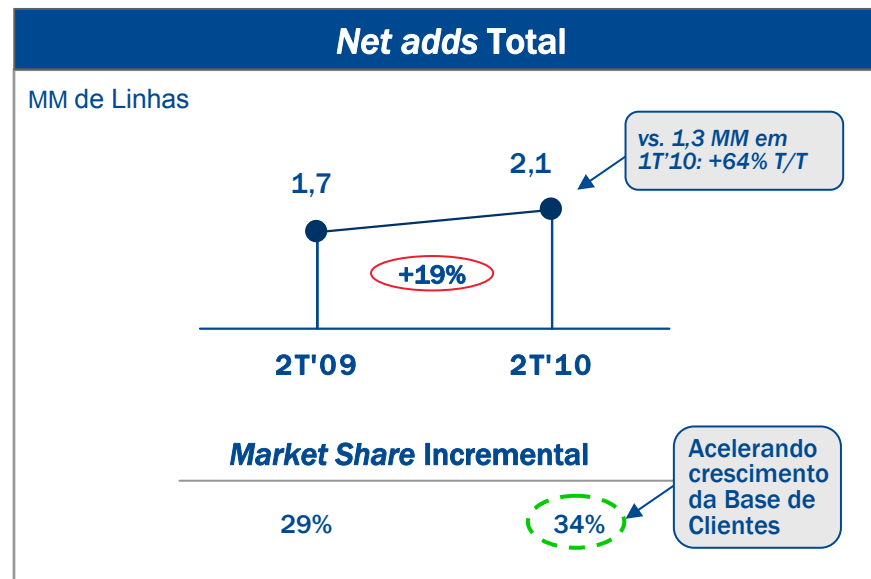 Net adds Total
MM de Linhas
vs. 1,3 MM em
1T'10: +64% T/T
1,7
2,1
+19%
2T'09
2T'10
Market Share Incremental
Acelerando
crescimento
da Base de
Clientes
29%
34%